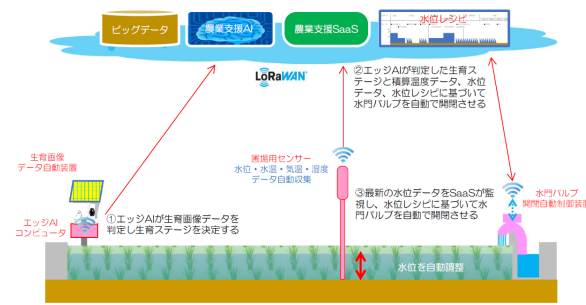 ビッグデータ
農業支援AI
農業支援SaaS
水位レシピ
LoRaWAN
②エッジAIが判定した生育ス
テージと積算温度データ、水位
データ、水位レシピに基づいて
水門バルブを自動で開閉させる
生育画像
データ自動装置
圃場用センサー
水位・水温・気温・湿度
データ自動収集
エッジAI
コンピュータ
①エッジAIが生育画像データを
判定し生育ステージを決定する
③最新の水位データをSaaSが監
視し、水位レシピに基づいて水
門バルブを自動で開閉させる
水門バルブ
開閉自動制御装置
水位を自動調整